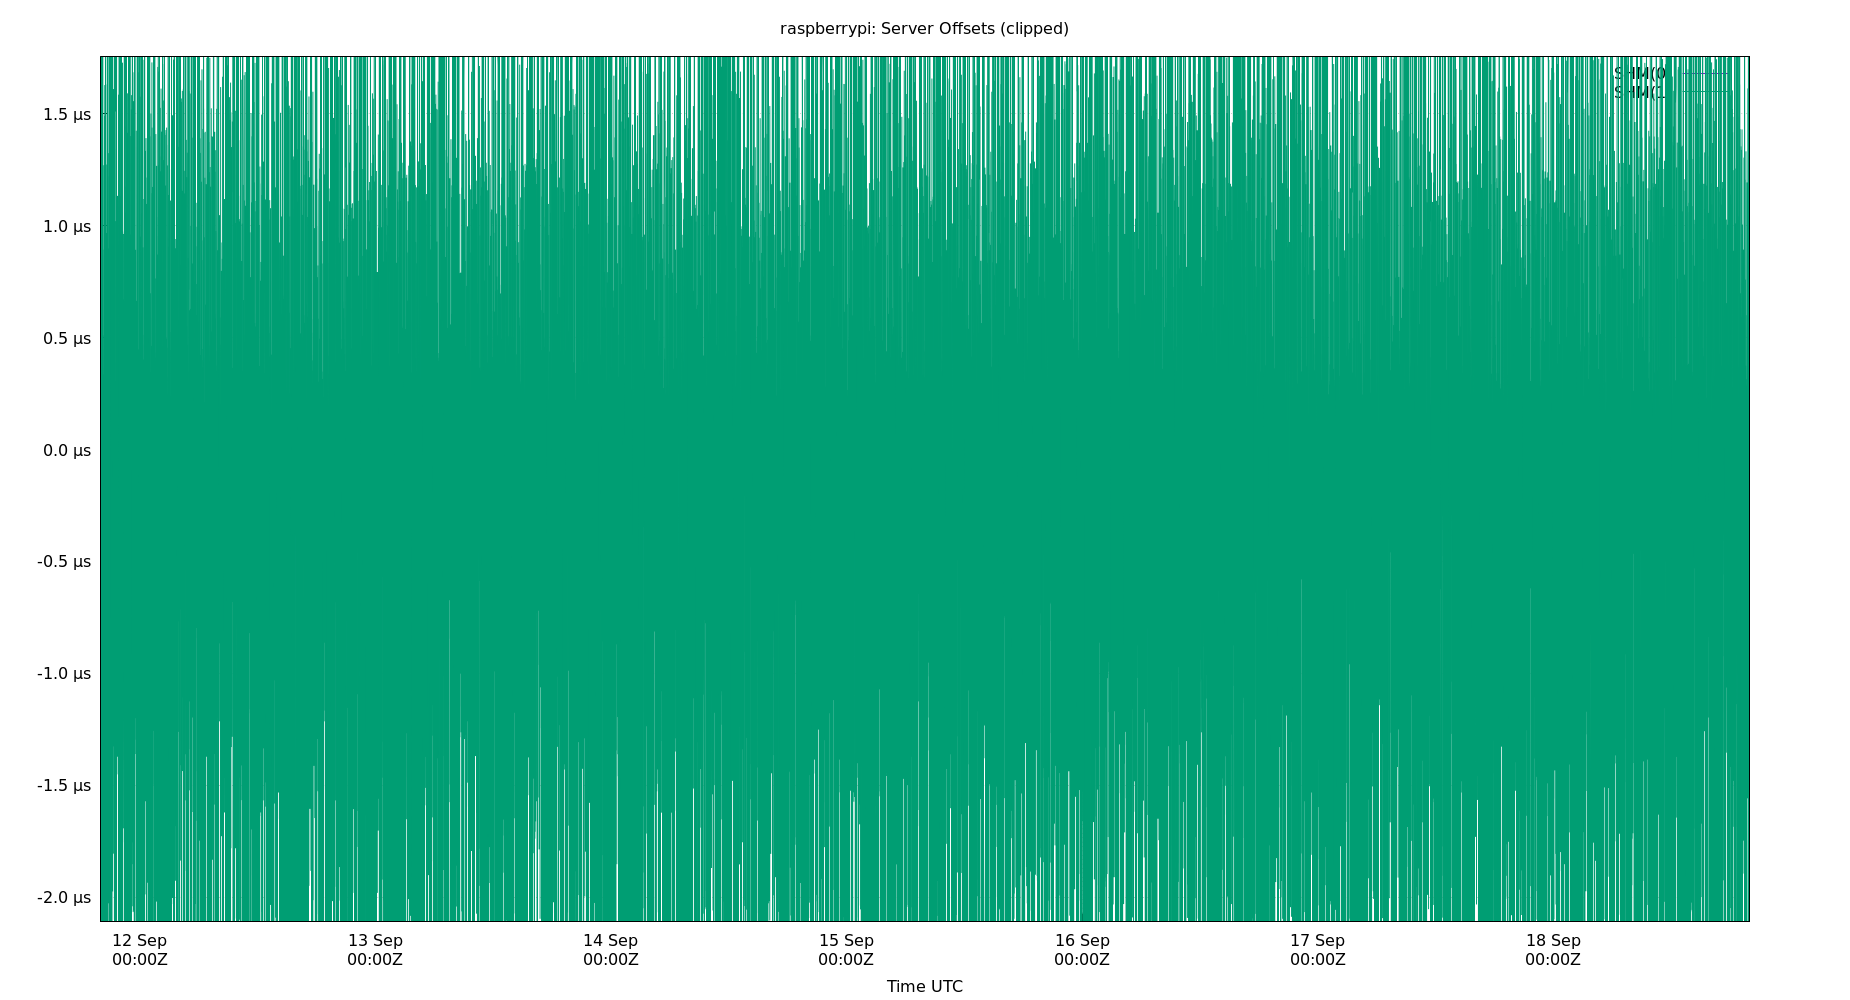 raspberrypi: Server Offsets (clipped)
1.5 µs
1.0 µs
0.5 µs
0.0 µs
-0.5 µs
-1.0 µs
-1.5 µs
-2.0 µs
12 Sep 13 Sep 14 Sep 15 Sep 16 Sep 17 Sep 18 Sep
00:00Z 00:00Z 00:00Z 00:00Z 00:00Z 00:00Z 00:00Z
Time UTC